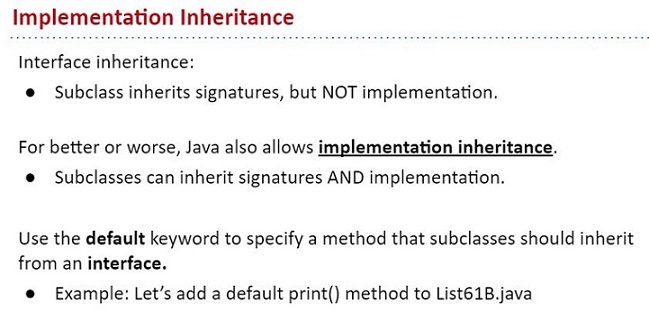 Implementation Inheritance
Interface inheritance:
● Subclass inherits signatures, but NOT implementation.
For better or worse, Java also allows implementation inheritance.
● Subclasses can inherit signatures AND implementation.
Use the default keyword to specify a method that subclasses should inherit
from an interface.
● Example: Let’s add a default print() method to List61B.java